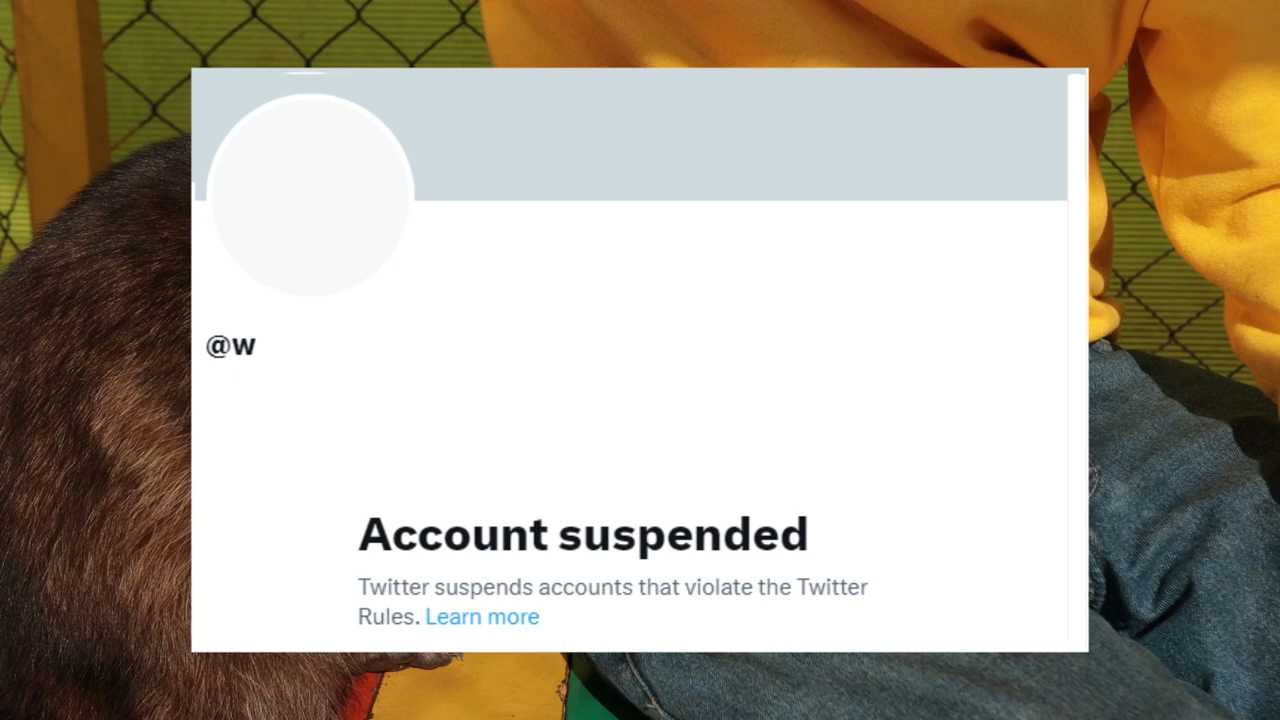 @w
Account suspended
Twitter suspends accounts that violate the Twitter
Rules. Learn more